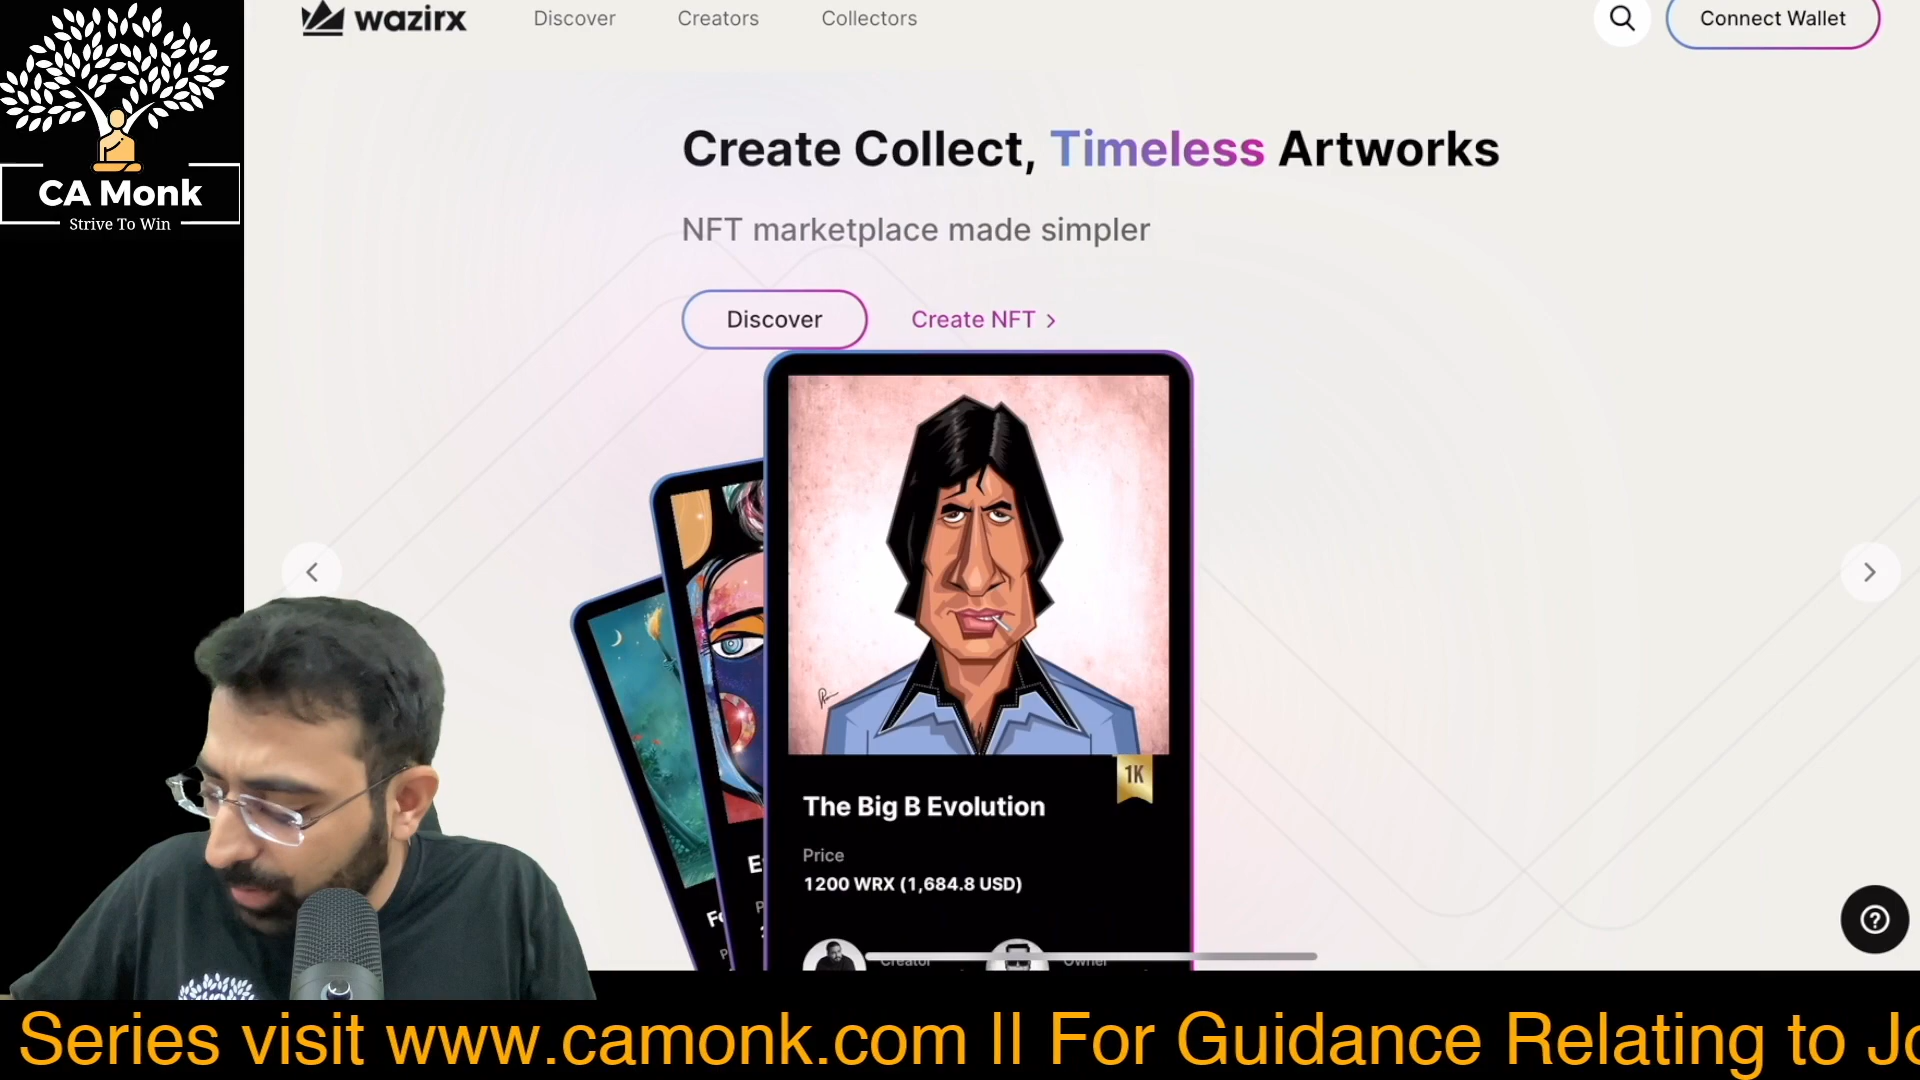 wazirx
Discover
Creators
Collectors
Connect Wallet
CA Monk
Strive To Win
Create Collect, Timeless Artworks
NFT marketplace made simpler
Discover
Create NFT >
1K
The Big B Evolution
Price
1200 WRX (1,684.8 USD)
Creator
Owner
Series visit www.camonk.com || For Guidance Relating to Jo